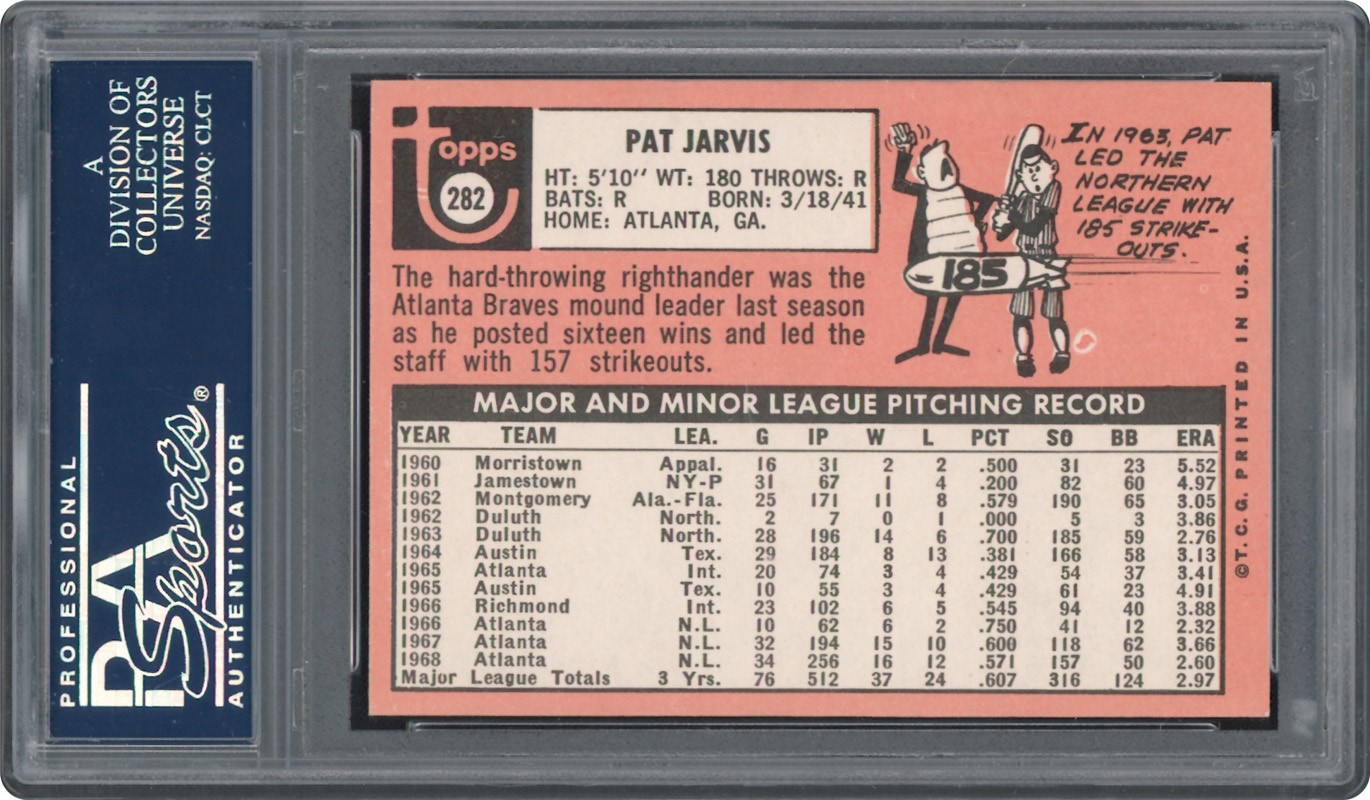 A
DIVISION OF
COLLECTORS
UNIVERSE
NASDAQ: CLCT
PROFESSIONAL
PSA
Sports®
AUTHENTICATOR
topps
282
PAT JARVIS
HT: 5'10" WT: 180 THROWS: R
BATS: R BORN: 3/18/41
HOME: ATLANTA, GA.
IN 1963, PAT
LED THE
NORTHERN
LEAGUE WITH
185 STRIKE-
OUTS.
185
The hard-throwing righthander was the
Atlanta Braves mound leader last season
as he posted sixteen wins and led the
staff with 157 strikeouts.
MAJOR AND MINOR LEAGUE PITCHING RECORD
YEAR TEAM LEA. G IP W L PCT SO BB ERA
1960 Morristown Appal. 16 31 2 2 .500 31 23 5.52
1961 Jamestown NY-P 31 67 1 4 .200 82 60 4.97
1962 Montgomery Ala.-Fla. 25 171 11 8 .579 190 65 3.05
1962 Duluth North. 2 7 0 1 .000 5 3 3.86
1963 Duluth North. 28 196 14 6 .700 185 59 2.76
1964 Austin Tex. 29 184 8 13 .381 166 58 3.13
1965 Atlanta Int. 20 74 3 4 .429 54 37 3.41
1965 Austin Tex. 10 55 3 4 .429 61 23 4.91
1966 Richmond Int. 23 102 6 5 .545 94 40 3.88
1966 Atlanta N.L. 10 62 6 2 .750 41 12 2.32
1967 Atlanta N.L. 32 194 15 10 .600 118 62 3.66
1968 Atlanta N.L. 34 256 16 12 .571 157 50 2.60
Major League Totals 3 Yrs. 76 512 37 24 .607 316 124 2.97
©T.C.G. PRINTED IN U.S.A.